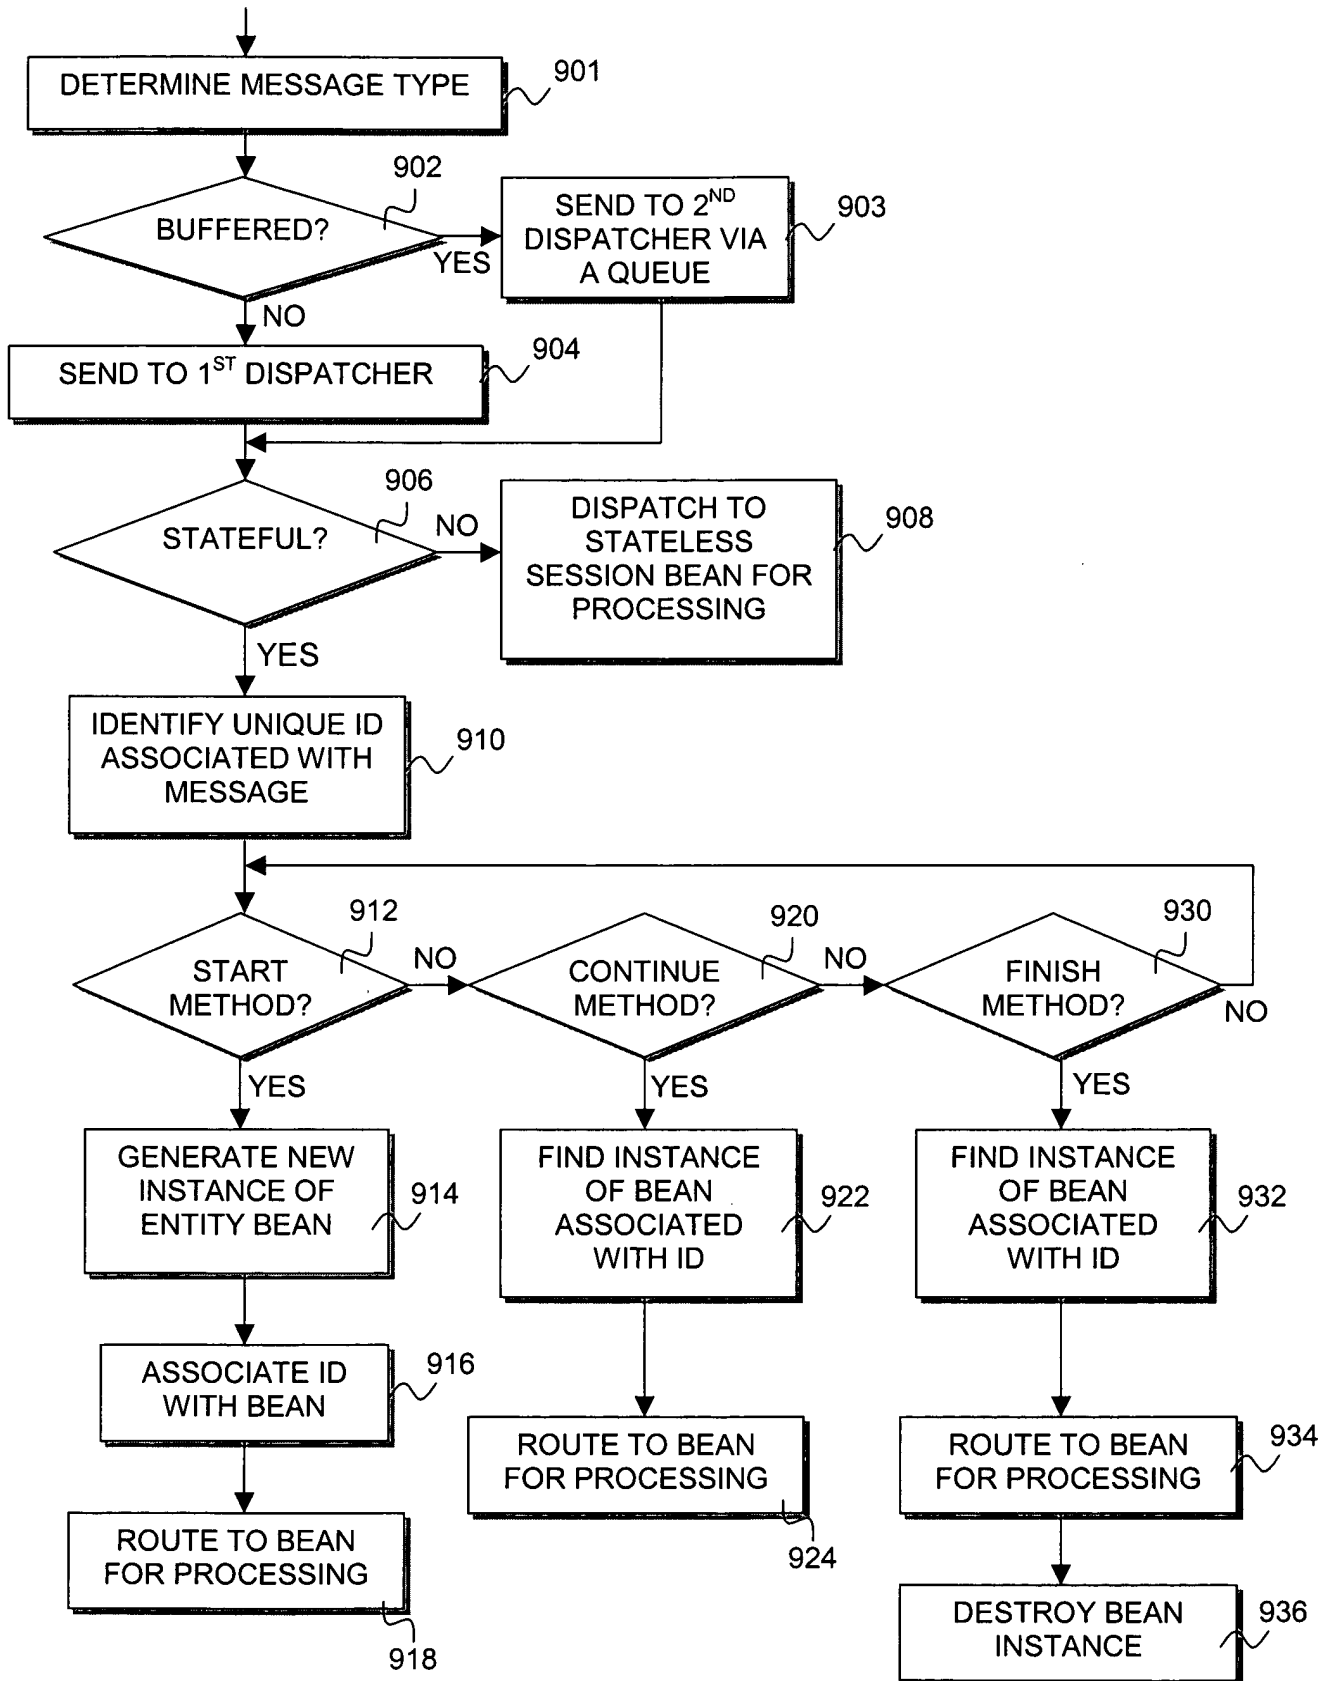 DETERMINE MESSAGE TYPE
901
902
BUFFERED?
YES
NO
SEND TO 2ND
DISPATCHER VIA
A QUEUE
903
SEND TO 1ST DISPATCHER
904
906
STATEFUL?
NO
YES
DISPATCH TO
STATELESS
SESSION BEAN FOR
PROCESSING
908
IDENTIFY UNIQUE ID
ASSOCIATED WITH
MESSAGE
910
912
START
METHOD?
NO
YES
920
CONTINUE
METHOD?
NO
YES
930
FINISH
METHOD?
NO
YES
GENERATE NEW
INSTANCE OF
ENTITY BEAN
914
FIND INSTANCE
OF BEAN
ASSOCIATED
WITH ID
922
FIND INSTANCE
OF BEAN
ASSOCIATED
WITH ID
932
ASSOCIATE ID
WITH BEAN
916
ROUTE TO BEAN
FOR PROCESSING
924
ROUTE TO BEAN
FOR PROCESSING
934
ROUTE TO BEAN
FOR PROCESSING
918
DESTROY BEAN
INSTANCE
936